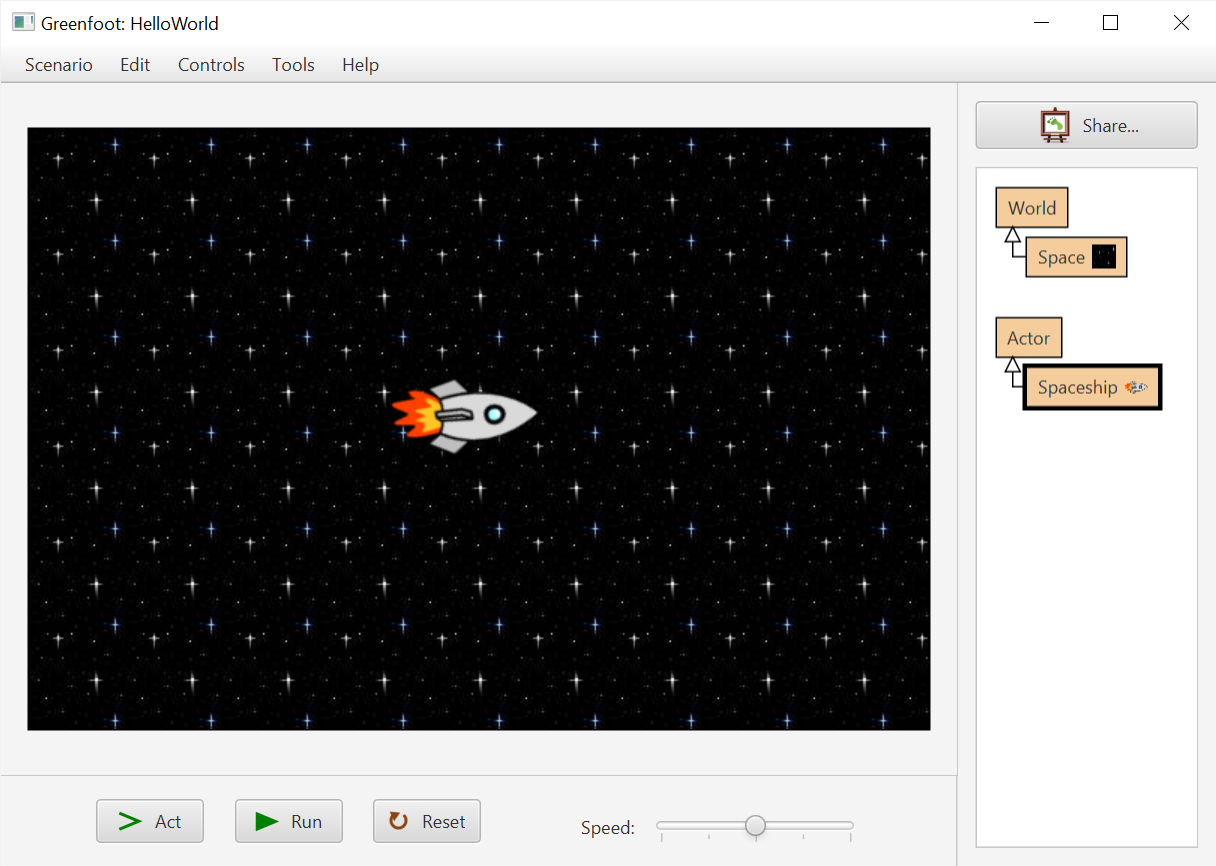 Greenfoot: HelloWorld
Scenario Edit Controls Tools Help
Share...
World
Space
Actor
Spaceship
Act Run Reset Speed: